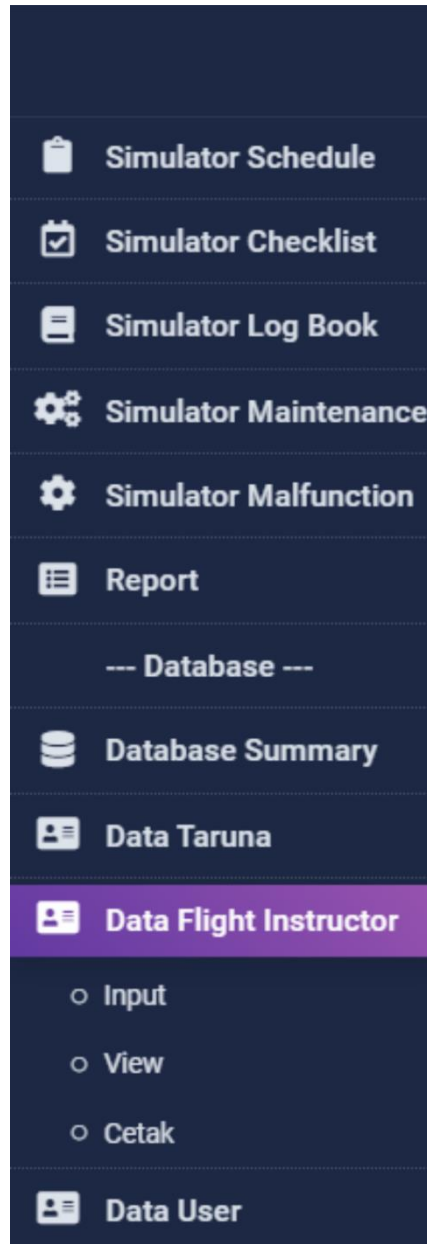 Simulator Schedule
Simulator Checklist
Simulator Log Book
Simulator Maintenance
Simulator Malfunction
Report
--- Database ---
Database Summary
Data Taruna
Data Flight Instructor
Input
View
Cetak
Data User